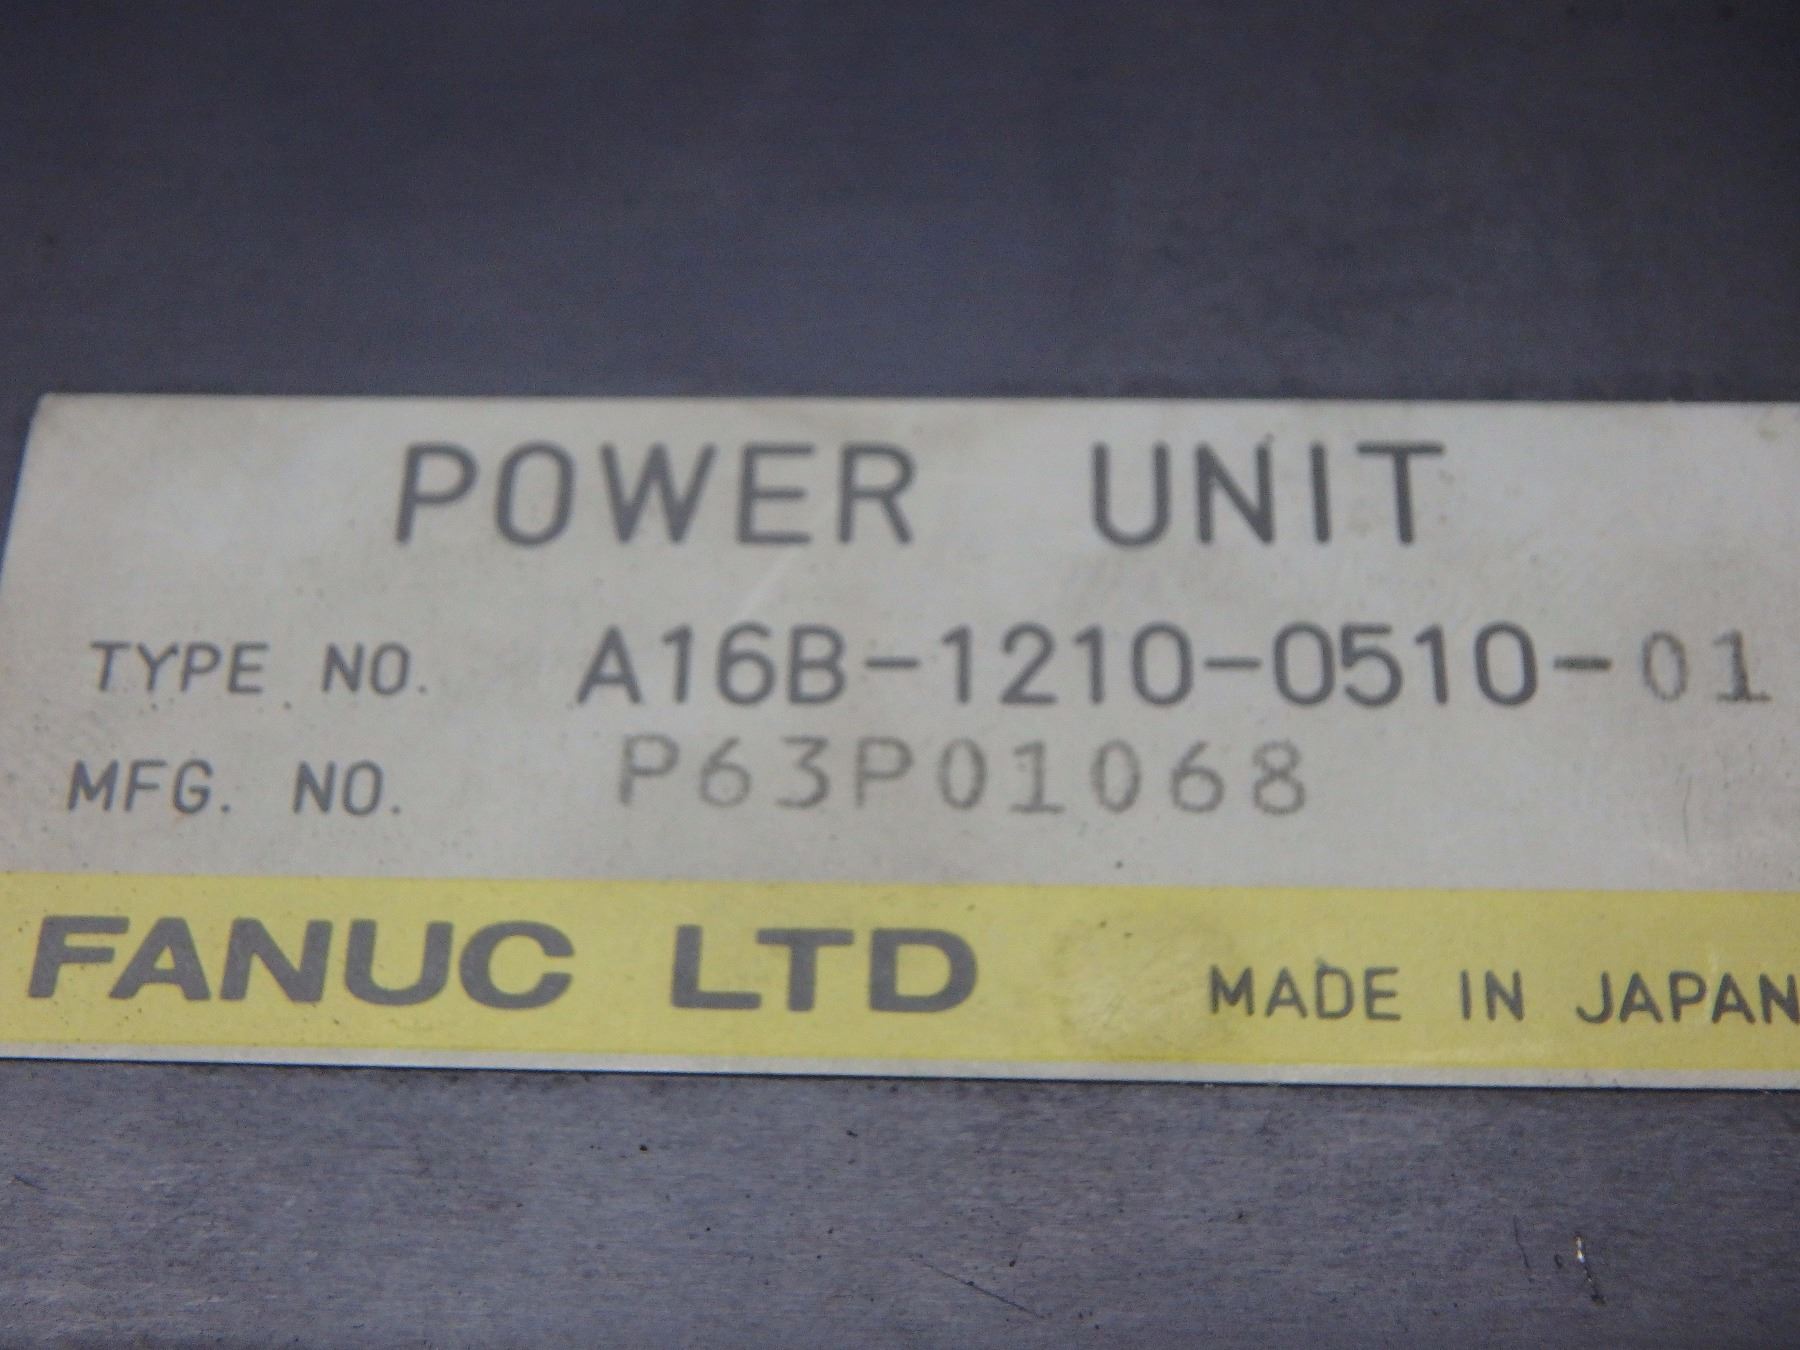 POWER UNIT
TYPE NO. A16B-1210-0510-01
MFG. NO. P63P01068
FANUC LTD MADE IN JAPAN